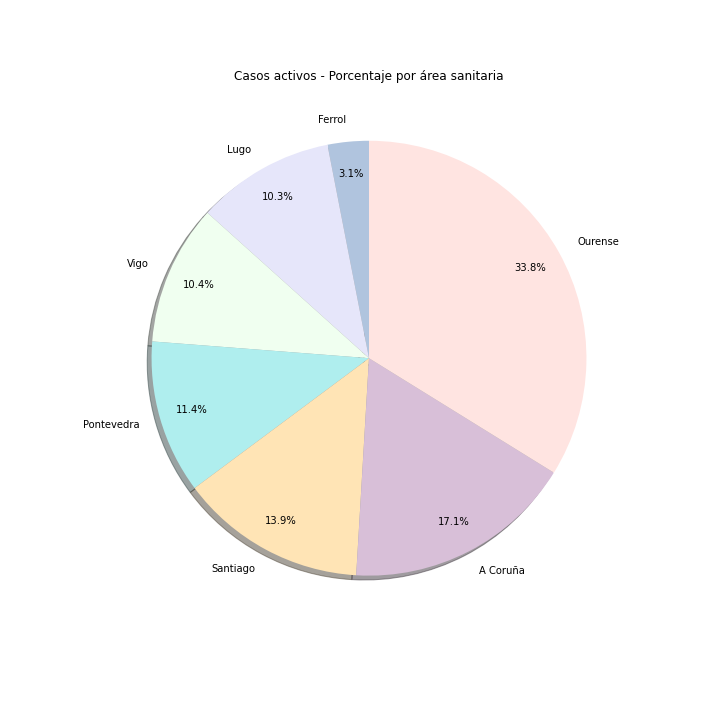 Casos activos - Porcentaje por área sanitaria
Ferrol
3.1%
Lugo
10.3%
Vigo
10.4%
Pontevedra
11.4%
Santiago
13.9%
A Coruña
17.1%
Ourense
33.8%